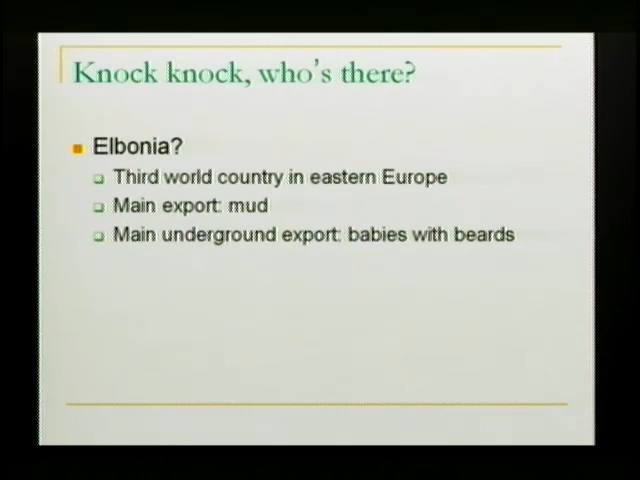 Knock knock, who's there?
Elbonia?
Third world country in eastern Europe
Main export: mud
Main underground export: babies with beards